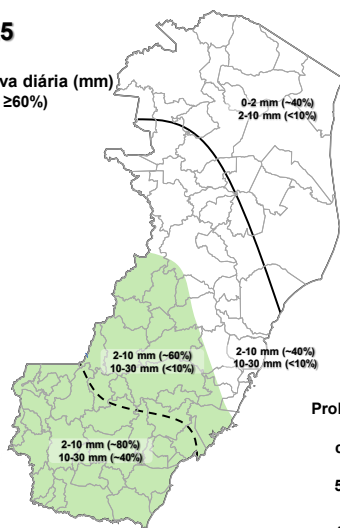 5
va diária (mm)
≥60%)
0-2 mm (~40%)
2-10 mm (<10%)
2-10 mm (~60%)
10-30 mm (<10%)
2-10 mm (~40%)
10-30 mm (<10%)
2-10 mm (~80%)
10-30 mm (~40%)
Prol
5